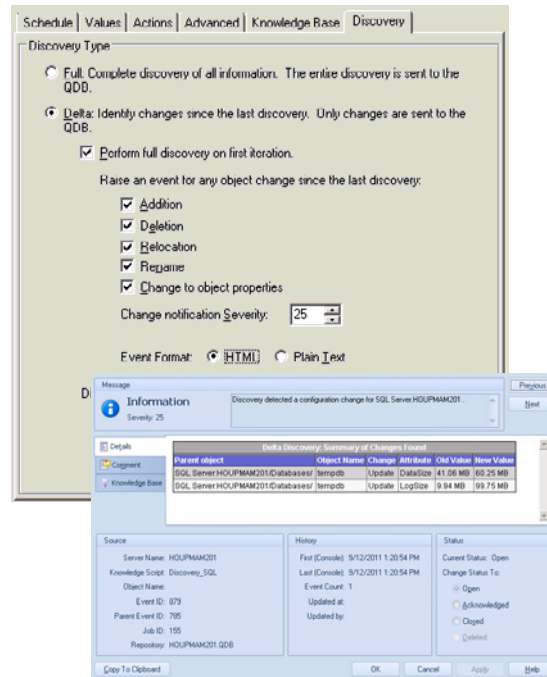 Schedule Values Actions Advanced Knowledge Base Discovery
Discovery Type
Full: Complete discovery of all information. The entire discovery is sent to the
QDB.
Delta: Identify changes since the last discovery. Only changes are sent to the
QDB.
Perform full discovery on first iteration.
Raise an event for any object change since the last discovery:
Addition
Deletion
Relocation
Rename
Change to object properties
Change notification Severity: 25
Event Format: HTML Plain Text
Di
Message
Information
Severity: 25
Discovery detected a configuration change for SQL Server:HOUPMAM201 .
Previous
Next
Details
Comment
Knowledge Base
Delta Discovery: Summary of Changes Found
Parent object Object Name Change Attribute Old Value New Value
SQL Server:HOUPMAM201/Databases/ tempdb Update DataSize 41.06 MB 60.25 MB
SQL Server:HOUPMAM201/Databases/ tempdb Update LogSize 9.94 MB 99.75 MB
Source
Server Name: HOUPMAM201
Knowledge Script: Discovery_SQL
Object Name:
Event ID: 879
Parent Event ID: 785
Job ID: 155
Repository: HOUPMAM201.QDB
History
First (Console): 9/12/2011 1:20:54 PM
Last (Console): 9/12/2011 1:20:54 PM
Event Count: 1
Updated at:
Updated by:
Status
Current Status: Open
Change Status To:
Open
Acknowledged
Closed
Deleted
Copy To Clipboard OK Cancel Apply Help